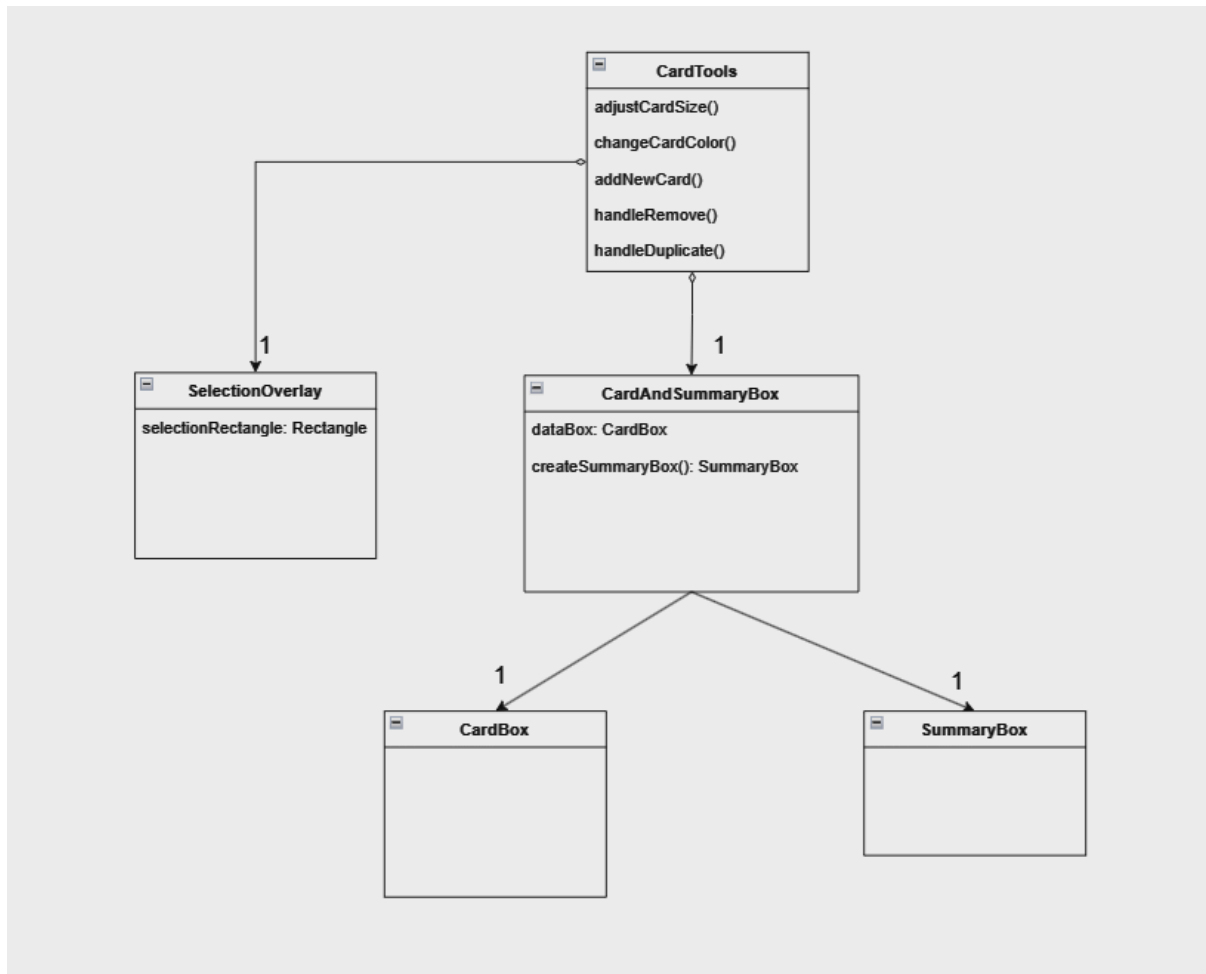 CardTools
adjustCardSize()
changeCardColor()
addNewCard()
handleRemove()
handleDuplicate()
1
1
SelectionOverlay
selectionRectangle: Rectangle
CardAndSummaryBox
dataBox: CardBox
createSummaryBox(): SummaryBox
1
1
CardBox
SummaryBox